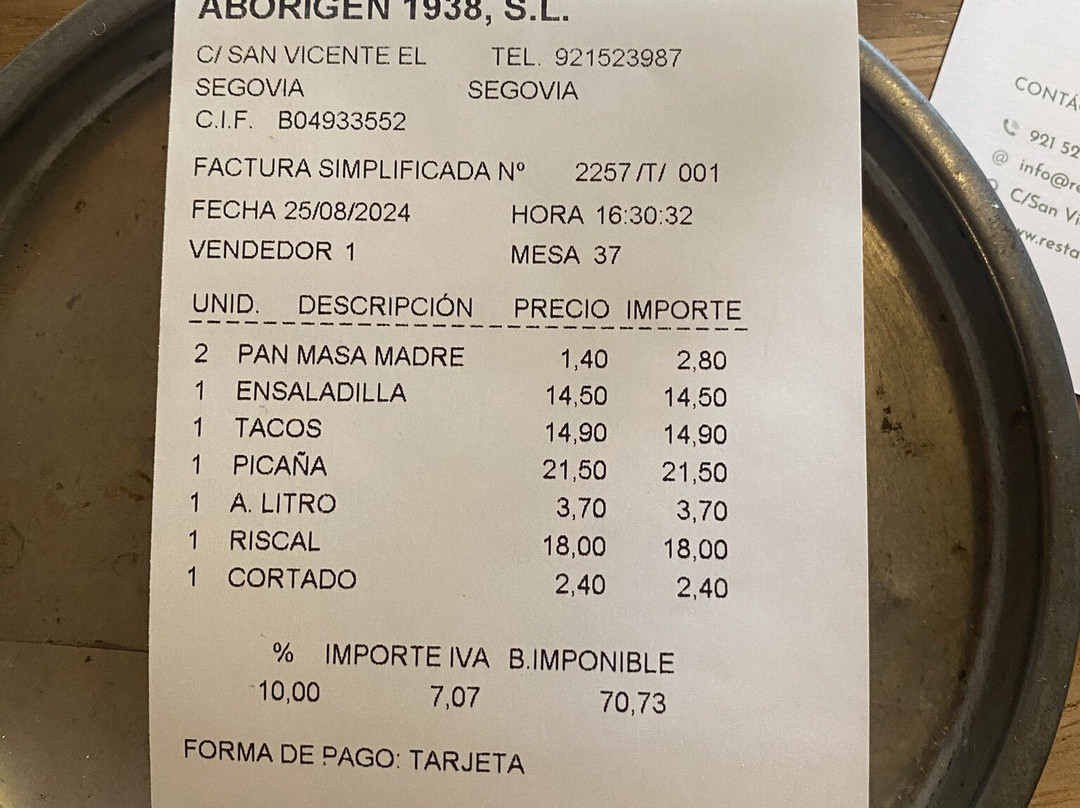 ABORIGEN 1938, S.L.
C/ SAN VICENTE EL TEL. 921523987
SEGOVIA SEGOVIA
C.I.F. B04933552
FACTURA SIMPLIFICADA Nº 2257 /T/ 001
FECHA 25/08/2024 HORA 16:30:32
VENDEDOR 1 MESA 37
UNID. DESCRIPCIÓN PRECIO IMPORTE
2 PAN MASA MADRE 1,40 2,80
1 ENSALADILLA 14,50 14,50
1 TACOS 14,90 14,90
1 PICAÑA 21,50 21,50
1 A. LITRO 3,70 3,70
1 RISCAL 18,00 18,00
1 CORTADO 2,40 2,40
% IMPORTE IVA B.IMPONIBLE
10,00 7,07 70,73
FORMA DE PAGO: TARJETA
CONTÁ
921 52
@ info@re
C/San Vi
ww.resta